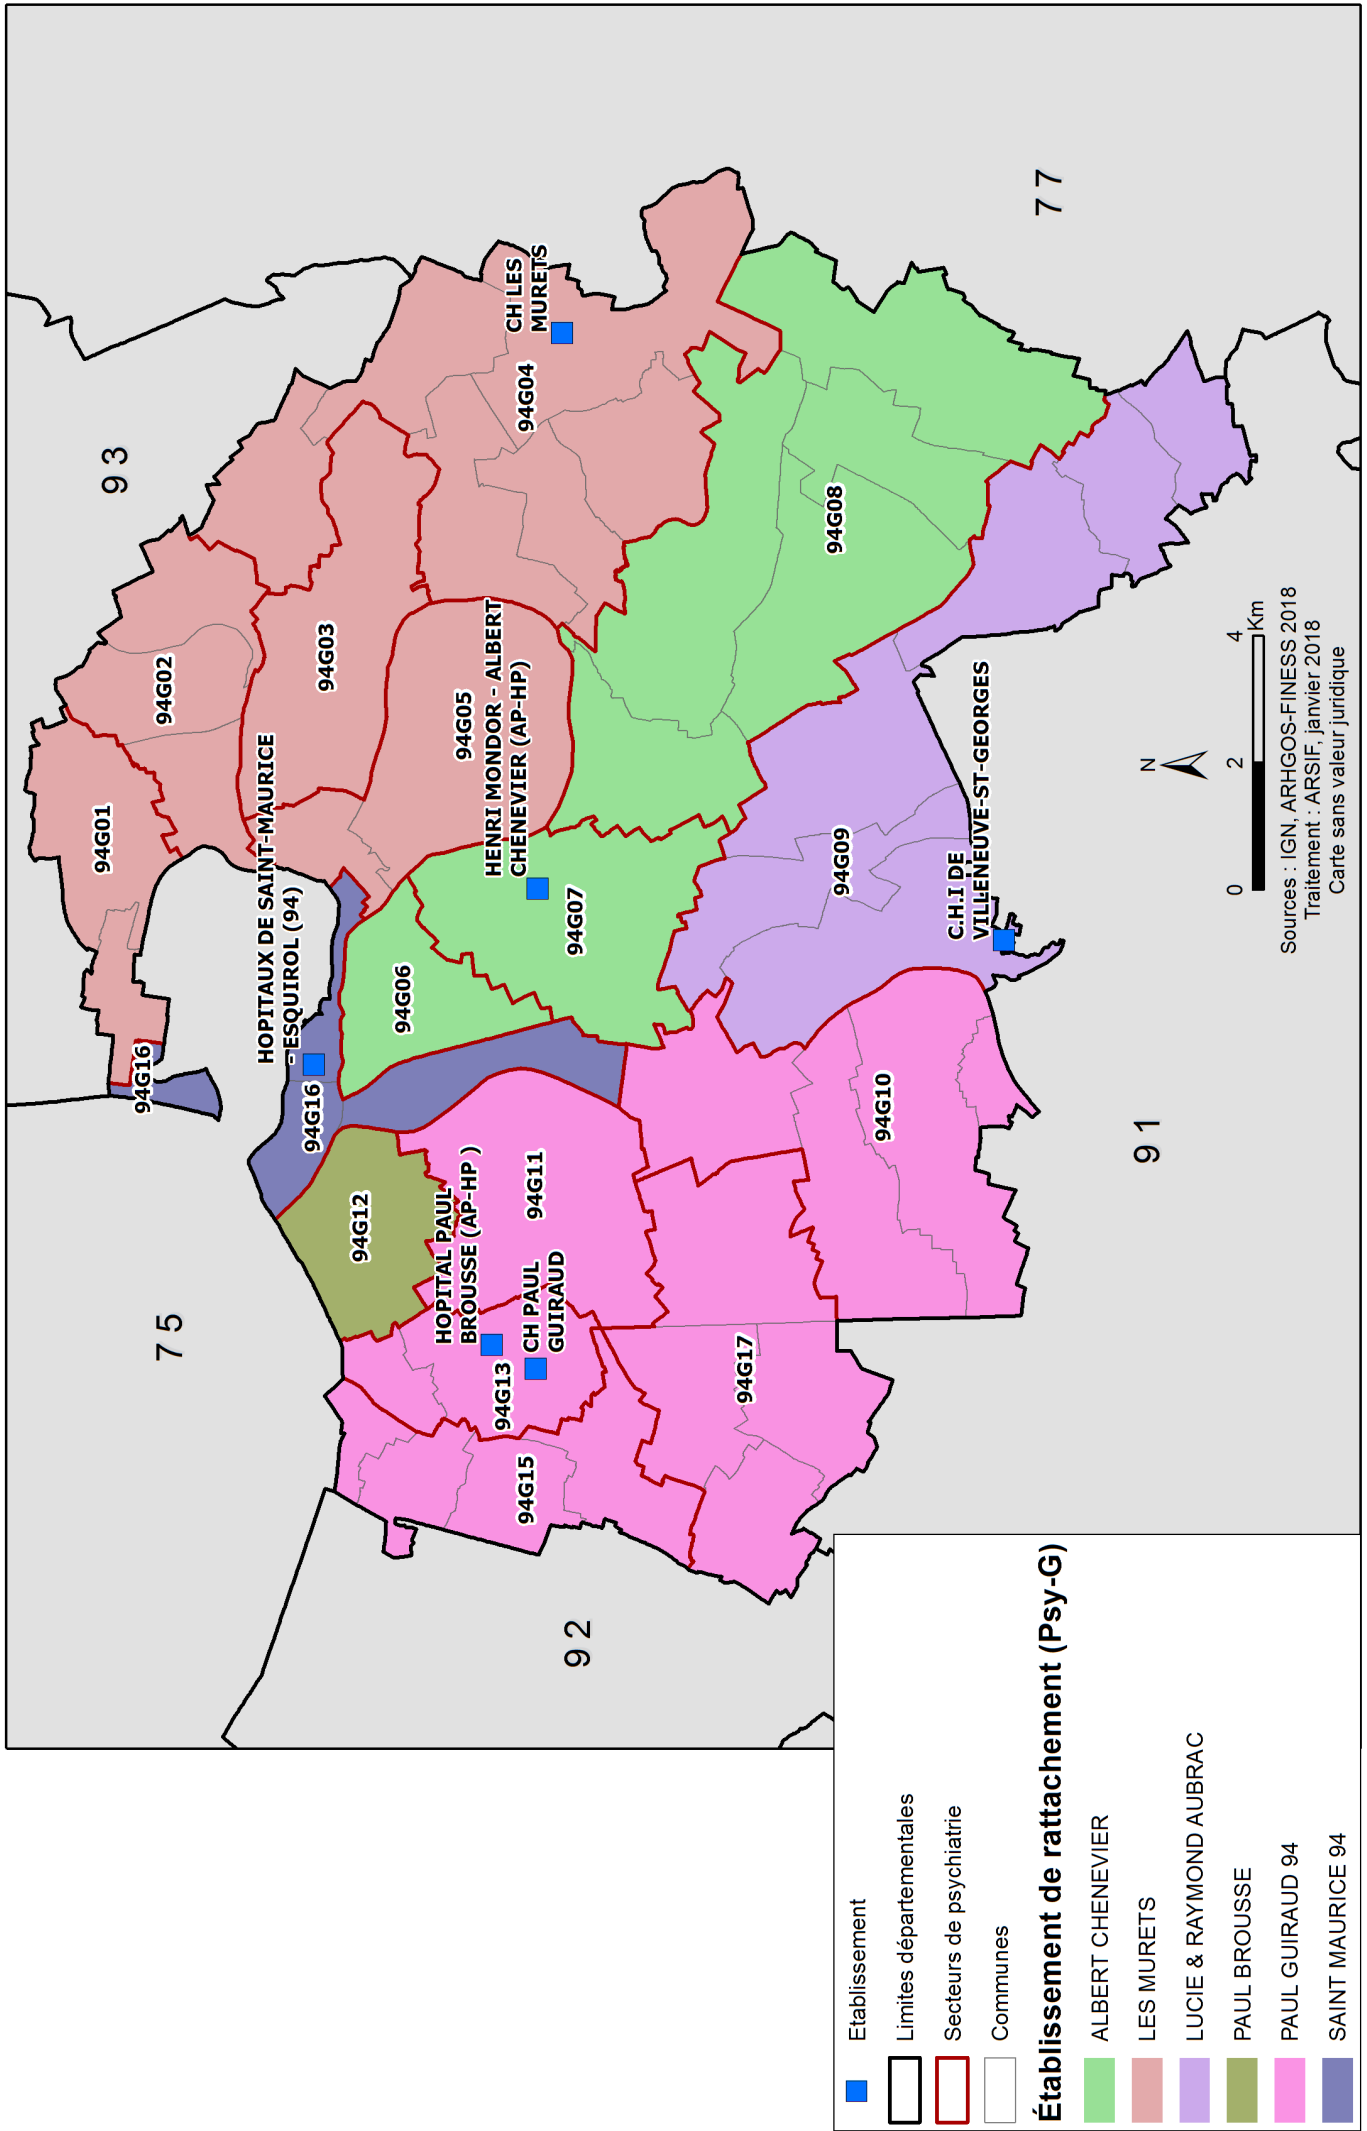 93
75
92
91
77
94G01
94G02
94G03
94G04
94G05
94G06
94G07
94G08
94G09
94G10
94G11
94G12
94G13
94G15
94G16
94G16
94G17
HOPITAUX DE SAINT-MAURICE
- ESQUIROL (94)
CH LES
MURETS
HENRI MONDOR - ALBERT
CHENEVIER (AP-HP)
HOPITAL PAUL
BROUSSE (AP-HP )
CH PAUL
GUIRAUD
C.H.I DE
VILLENEUVE-ST-GEORGES
N
0 2 4
Km
Sources : IGN, ARHGOS-FINESS 2018
Traitement : ARSIF, janvier 2018
Carte sans valeur juridique
Etablissement
Limites départementales
Secteurs de psychiatrie
Communes
Établissement de rattachement (Psy-G)
ALBERT CHENEVIER
LES MURETS
LUCIE & RAYMOND AUBRAC
PAUL BROUSSE
PAUL GUIRAUD 94
SAINT MAURICE 94